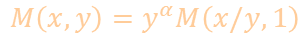 M(x, y) = y^α M(x/y, 1)